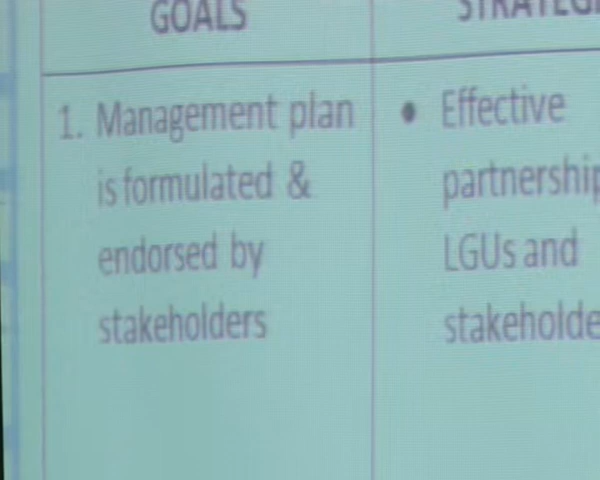 GOALS
1. Management plan
is formulated &
endorsed by
stakeholders
• Effective
LGUs and